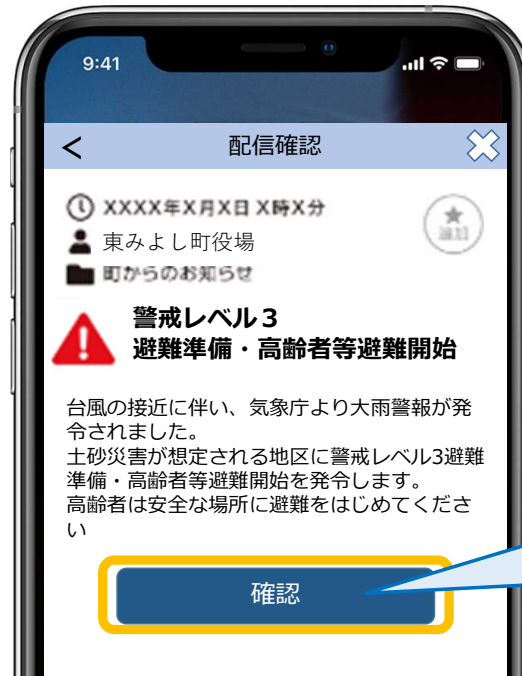 9:41
<
配信確認
XXXX年X月X日 X時X分
追加
東みよし町役場
町からのお知らせ
警戒レベル３
避難準備・高齢者等避難開始
台風の接近に伴い、気象庁より大雨警報が発
令されました。
土砂災害が想定される地区に警戒レベル3避難
準備・高齢者等避難開始を発令します。
高齢者は安全な場所に避難をはじめてくださ
い
確認